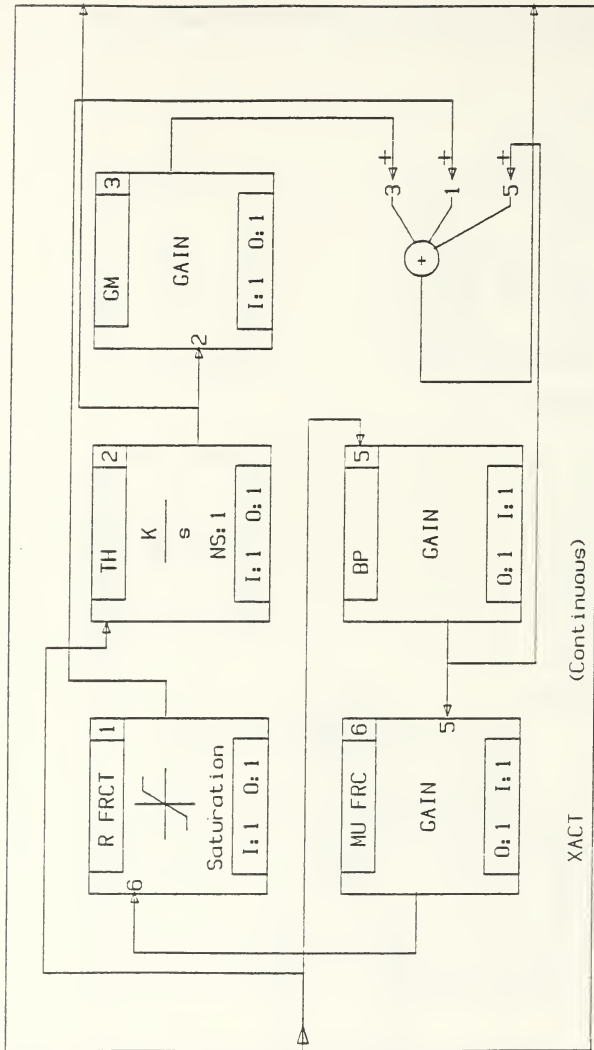 R FRCT 1
6
Saturation
I:1 O:1
TH 2
K
s
NS:1
I:1 O:1
GM 3
2
GAIN
I:1 O:1
MU FRC 6
GAIN
5
O:1 I:1
BP 5
GAIN
O:1 I:1
3 +
1 +
5 +
+
XACT (Continuous)